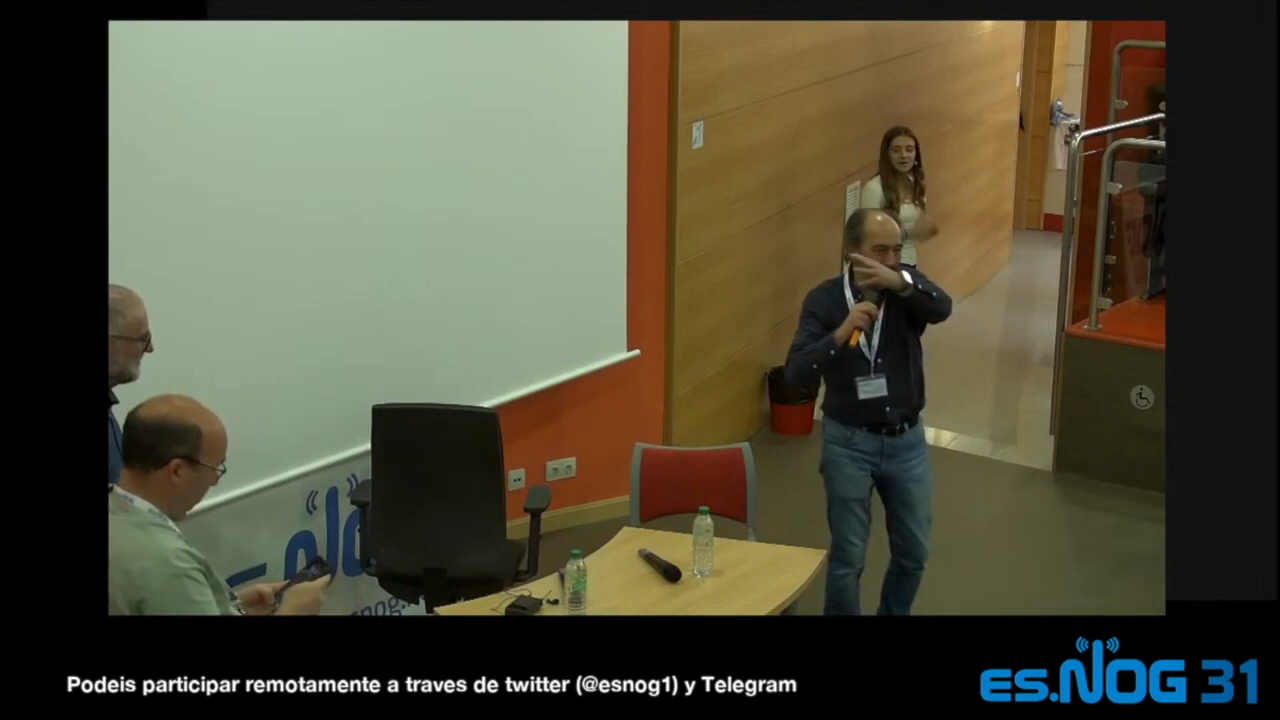 Podeis participar remotamente a traves de twitter (@esnog1) y Telegram
es.NOG 31